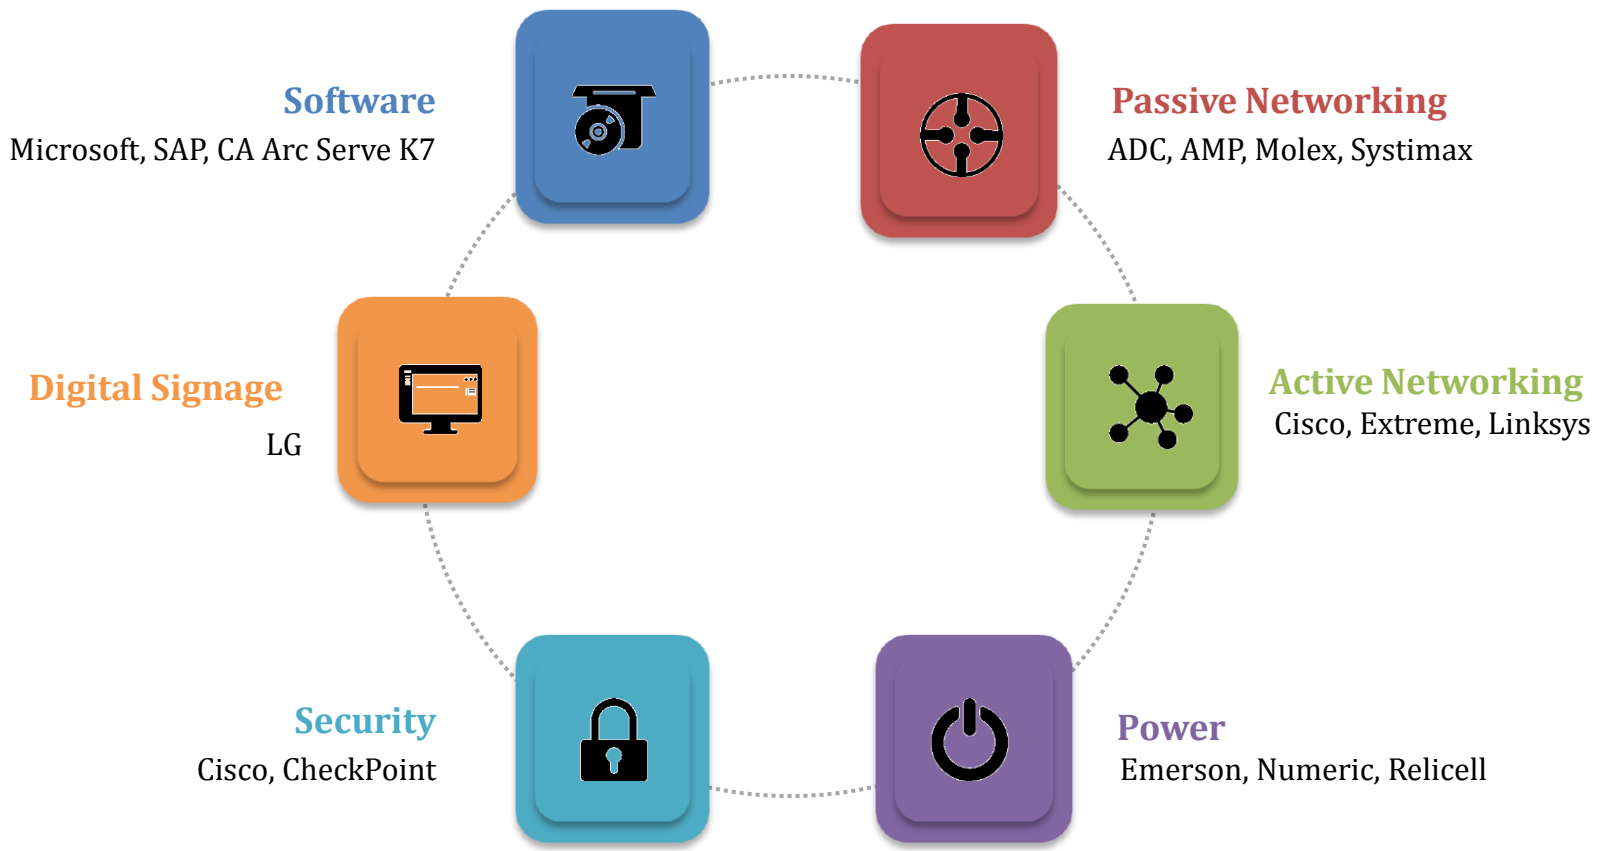 Software
Microsoft, SAP, CA Arc Serve K7
Passive Networking
ADC, AMP, Molex, Systimax
Digital Signage
LG
Active Networking
Cisco, Extreme, Linksys
Security
Cisco, CheckPoint
Power
Emerson, Numeric, Relicell